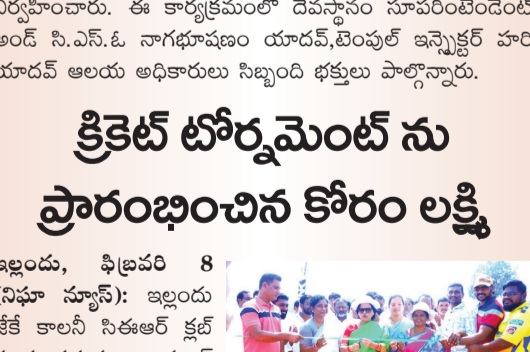 నిర్వహించారు. ఈ కార్యక్రమంలో దేవస్థానం సూపరింటెండెంట్
అండ్ సి.ఎస్.ఓ నాగభూషణం యాదవ్,టెంపుల్ ఇన్స్పెక్టర్ హరి
యాదవ్ ఆలయ అధికారులు సిబ్బంది భక్తులు పాల్గొన్నారు.
క్రికెట్ టోర్నమెంట్ ను
ప్రారంభించిన కోరం లక్ష్మి
ఇల్లందు, ఫిబ్రవరి 8
(నిఘా న్యూస్): ఇల్లందు
జేకే కాలనీ సిఈఆర్ క్లబ్